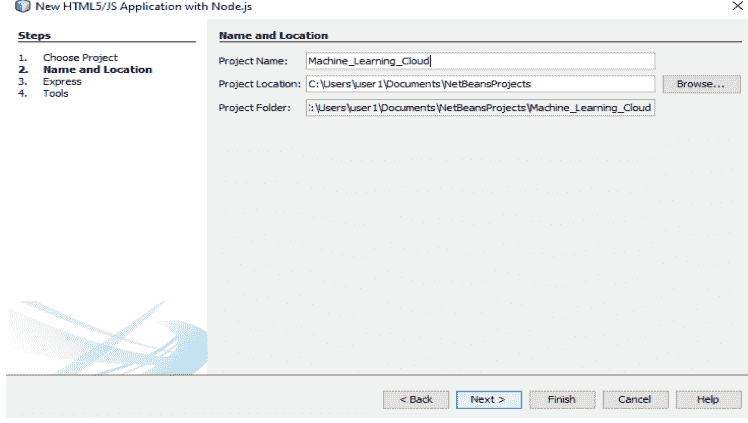 New HTML5/JS Application with Node.js
Steps
1. Choose Project
2. Name and Location
3. Express
4. Tools
Name and Location
Project Name: Machine_Learning_Cloud
Project Location: C:\Users\user1\Documents\NetBeansProjects Browse...
Project Folder: :\Users\user1\Documents\NetBeansProjects\Machine_Learning_Cloud
< Back Next > Finish Cancel Help